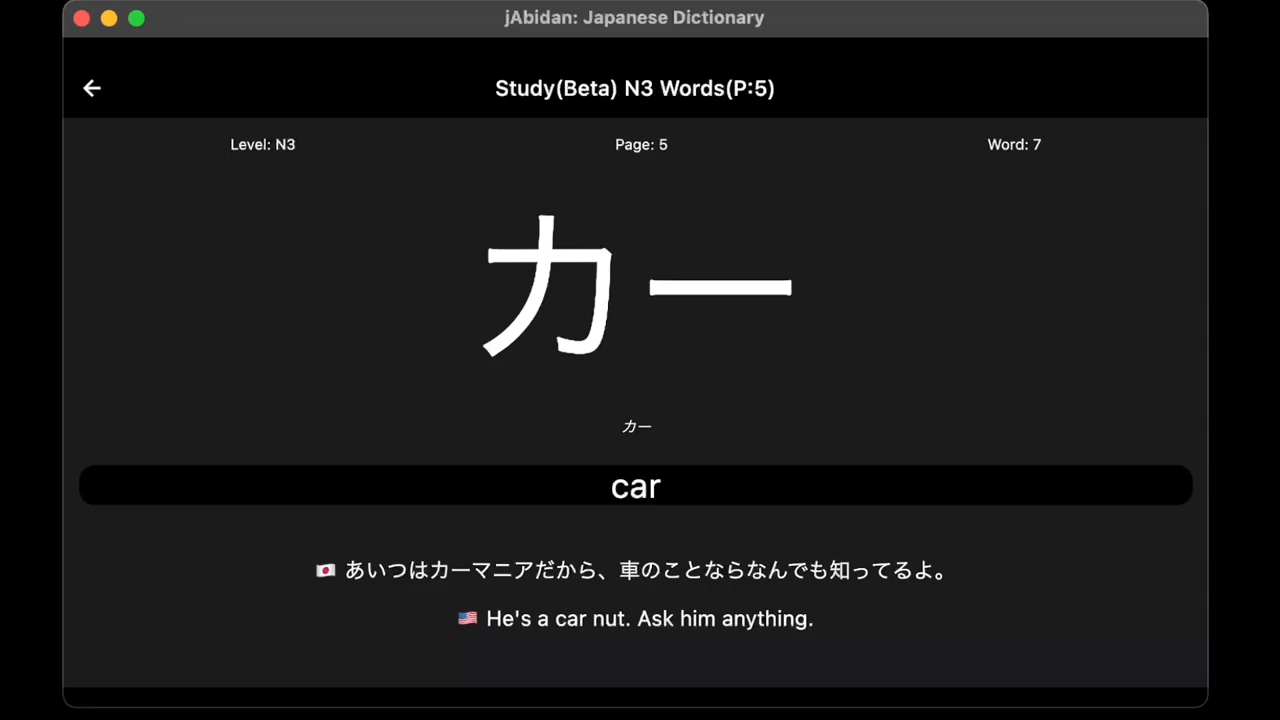 jAbidan: Japanese Dictionary
Study(Beta) N3 Words(P:5)
Level: N3
Page: 5
Word: 7
カー
カー
car
🇯🇵 あいつはカーマニアだから、車のことならなんでも知ってるよ。
🇺🇸 He's a car nut. Ask him anything.